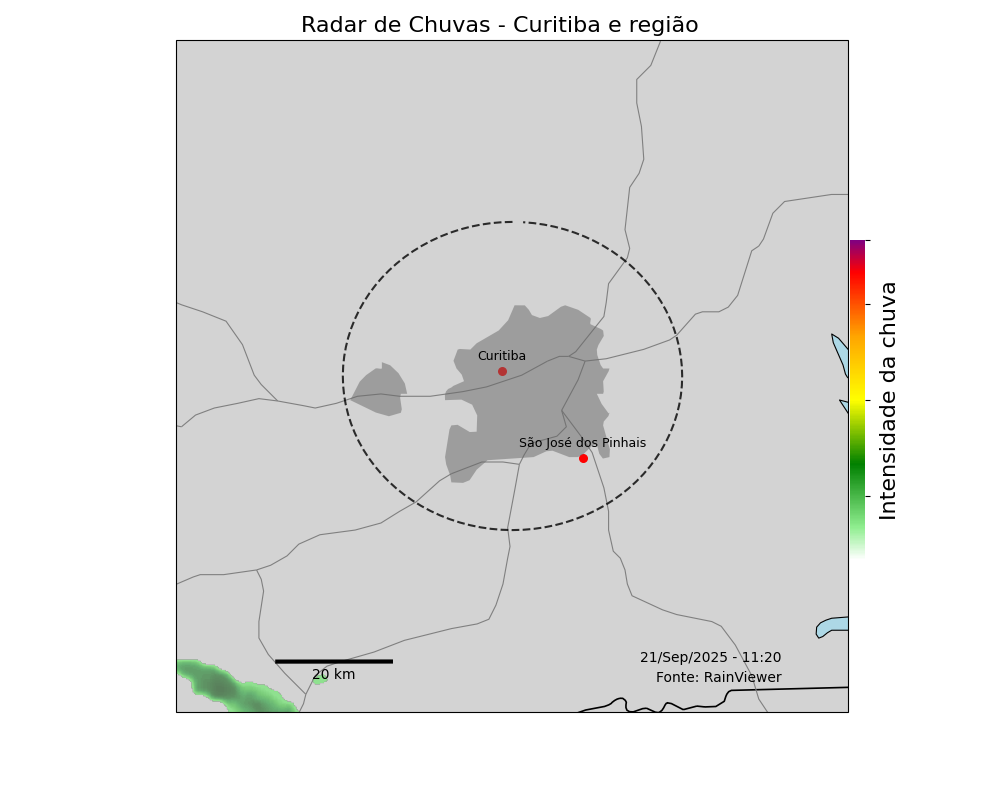 Radar de Chuvas - Curitiba e região
Curitiba
São José dos Pinhais
Intensidade da chuva
20 km
21/Sep/2025 - 11:20
Fonte: RainViewer